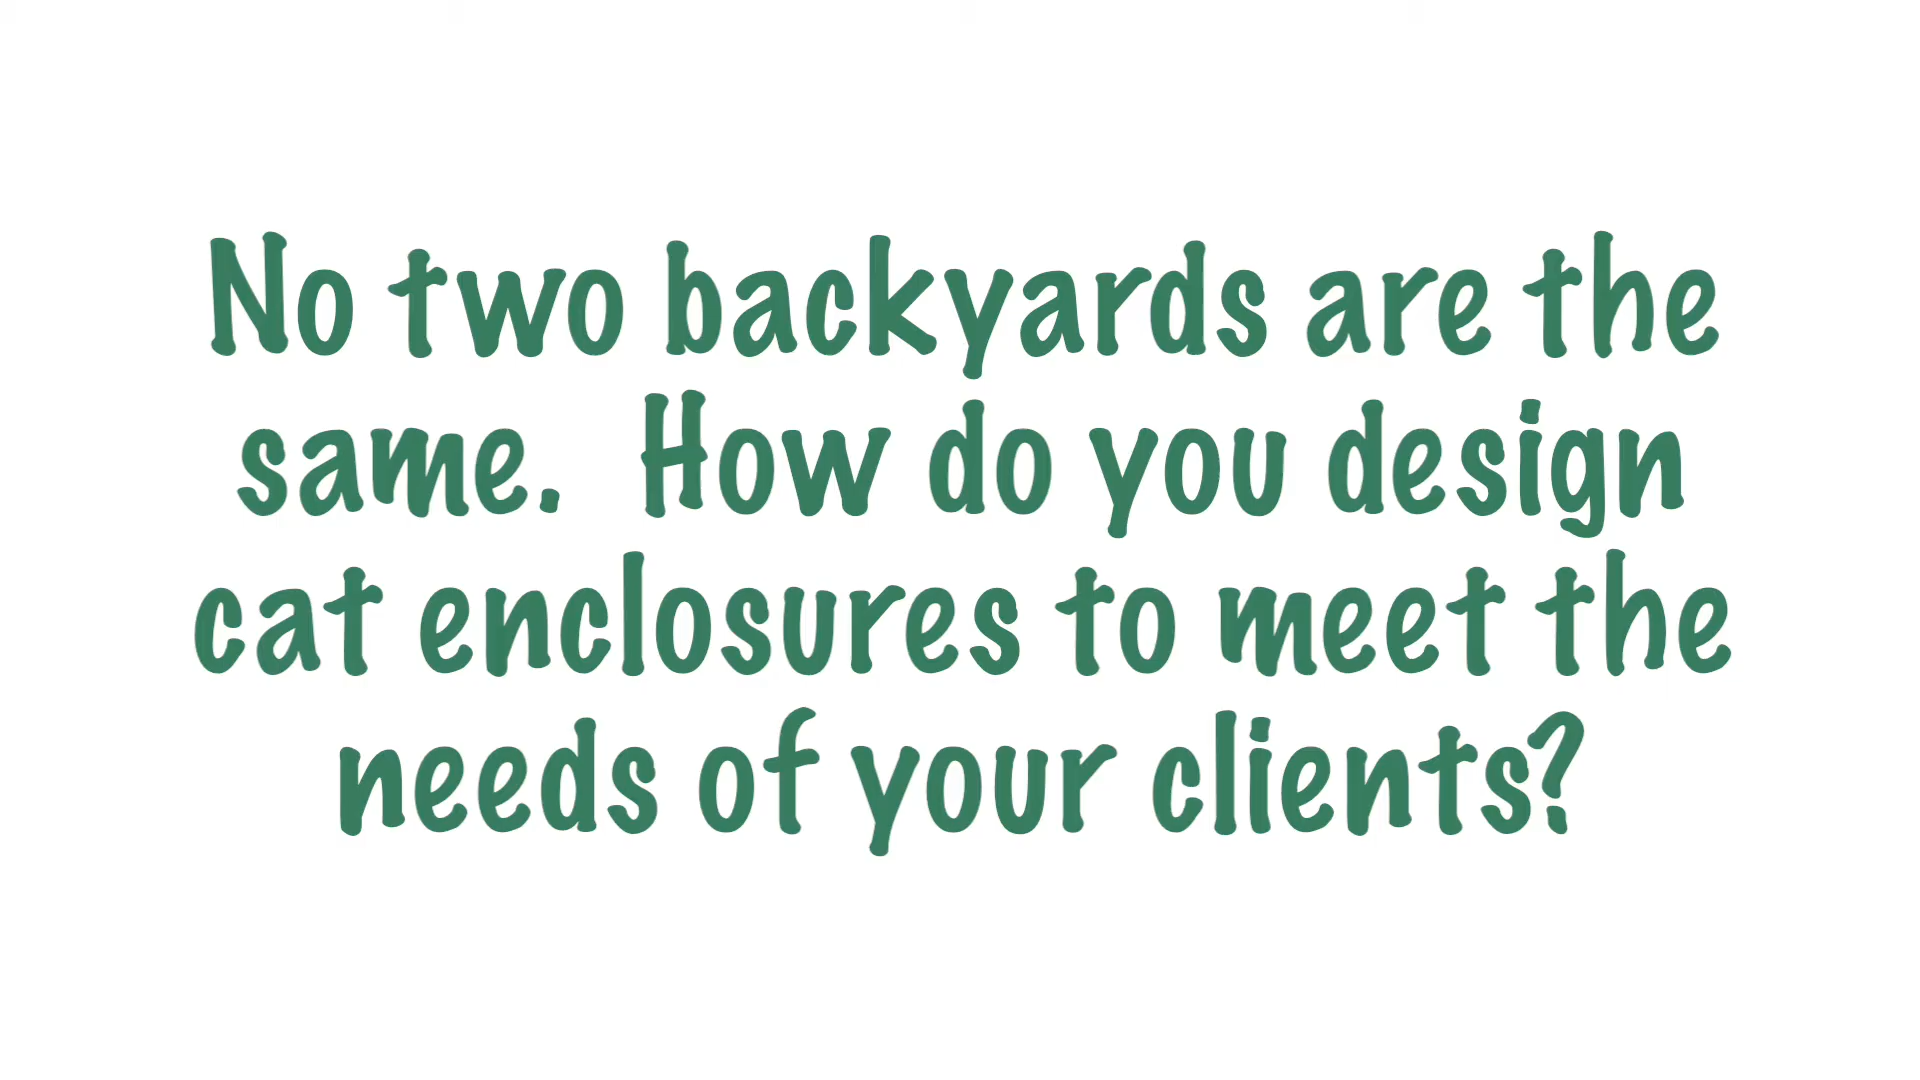 No two backyards are the
same.  How do you design
cat enclosures to meet the
needs of your clients?